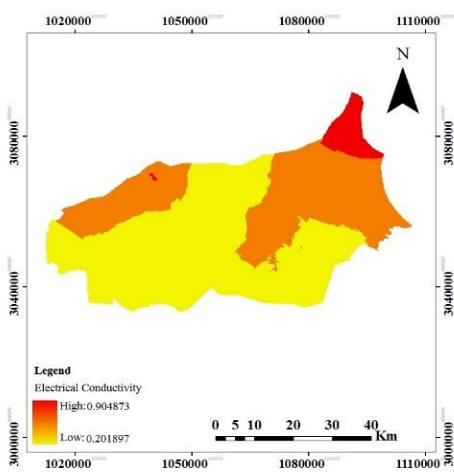 1020000 1050000 1080000 1110000
N
3080000 3080000
3040000 3040000
3000000 3000000
Legend
Electrical Conductivity
High: 0.904873
Low: 0.201897
0 5 10 20 30 40
Km
1020000 1050000 1080000 1110000